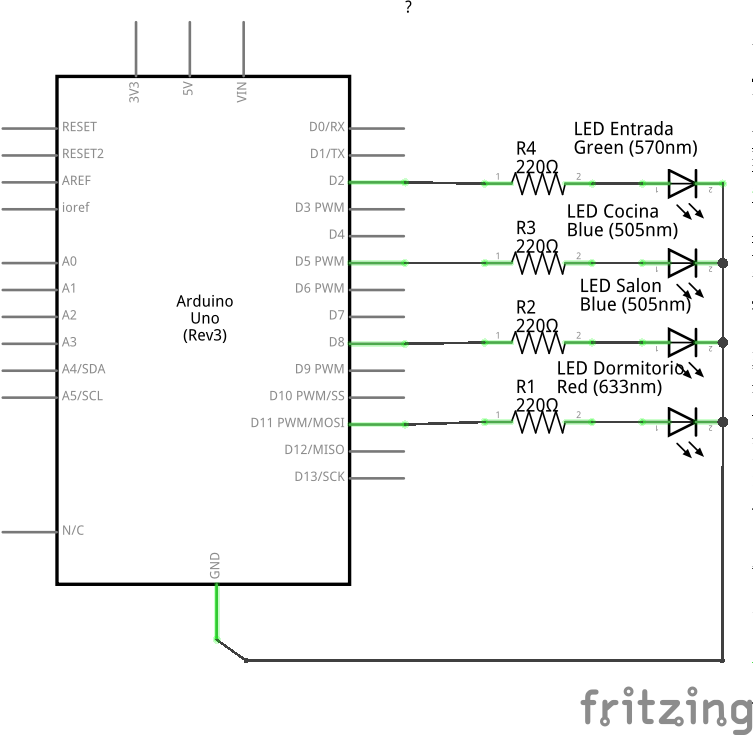 ?
3V3
5V
VIN
RESET
RESET2
AREF
ioref
A0
A1
A2
A3
A4/SDA
A5/SCL
N/C
Arduino
Uno
(Rev3)
D0/RX
D1/TX
D2
D3 PWM
D4
D5 PWM
D6 PWM
D7
D8
D9 PWM
D10 PWM/SS
D11 PWM/MOSI
D12/MISO
D13/SCK
GND
R4
220Ω
1
2
LED Entrada
Green (570nm)
1
2
R3
220Ω
1
2
LED Cocina
Blue (505nm)
1
2
R2
220Ω
1
2
LED Salon
Blue (505nm)
1
2
R1
220Ω
1
2
LED Dormitorio
Red (633nm)
1
2
fritzing